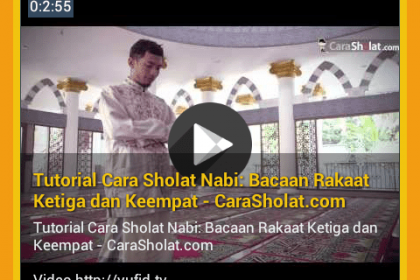 0:2:55
CaraSholat.com
Tutorial Cara Sholat Nabi: Bacaan Rakaat
Ketiga dan Keempat - CaraSholat.com
Tutorial Cara Sholat Nabi: Bacaan Rakaat Ketiga dan
Keempat - CaraSholat.com
Video http://yufid.tv